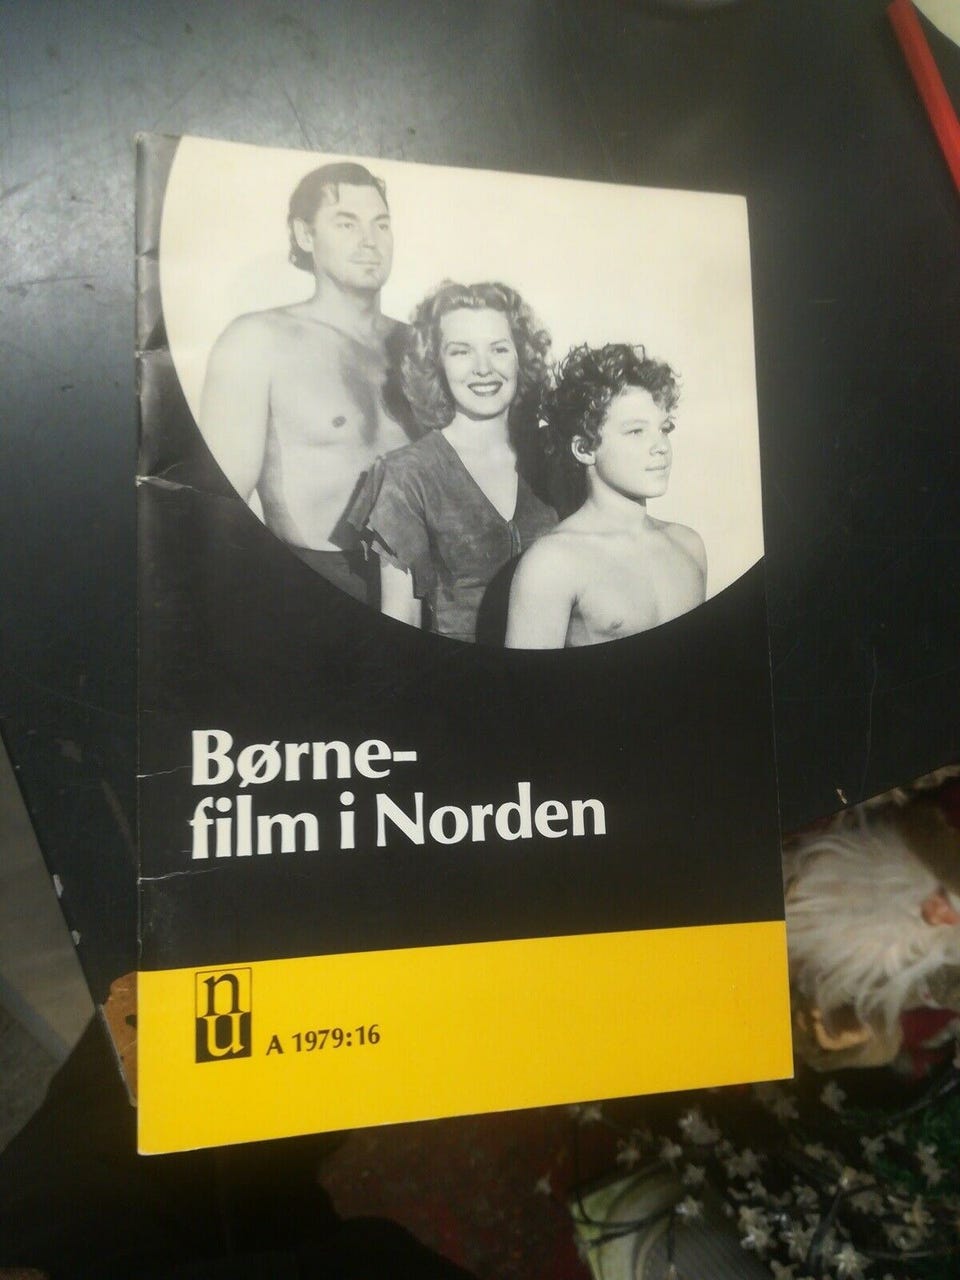 Børne-
film i Norden
nu
A 1979:16